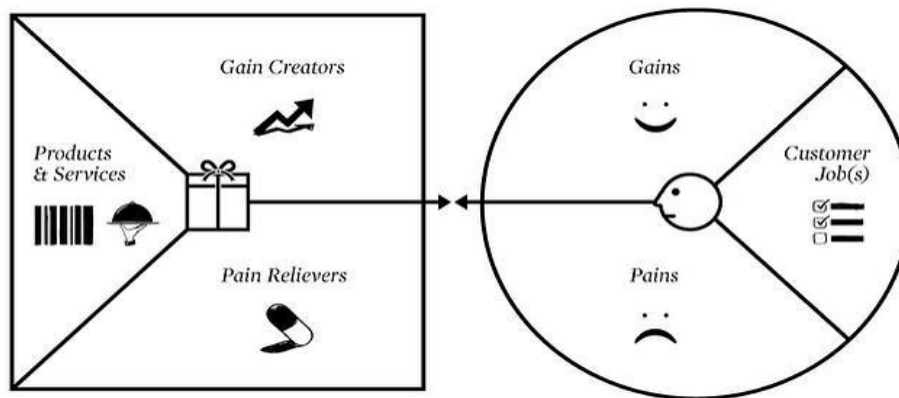 Gain Creators
Products
& Services
Pain Relievers
Gains
Customer
Job(s)
Pains